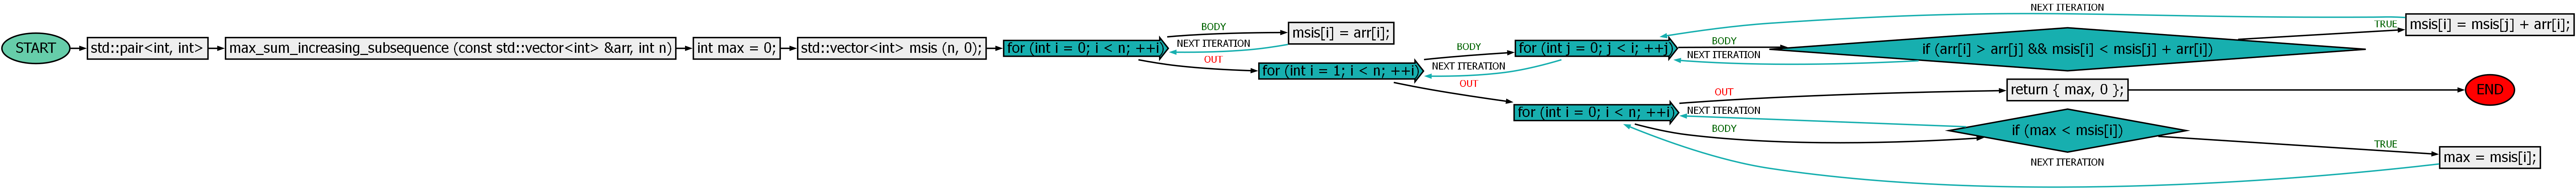 START
std::pair<int, int>
max_sum_increasing_subsequence (const std::vector<int> &arr, int n)
int max = 0;
std::vector<int> msis (n, 0);
for (int i = 0; i < n; ++i)
BODY
NEXT ITERATION
OUT
msis[i] = arr[i];
for (int i = 1; i < n; ++i)
BODY
NEXT ITERATION
OUT
for (int j = 0; j < i; ++j)
BODY
NEXT ITERATION
NEXT ITERATION
if (arr[i] > arr[j] && msis[i] < msis[j] + arr[i])
TRUE
msis[i] = msis[j] + arr[i];
for (int i = 0; i < n; ++i)
OUT
NEXT ITERATION
BODY
return { max, 0 };
END
if (max < msis[i])
NEXT ITERATION
TRUE
max = msis[i];